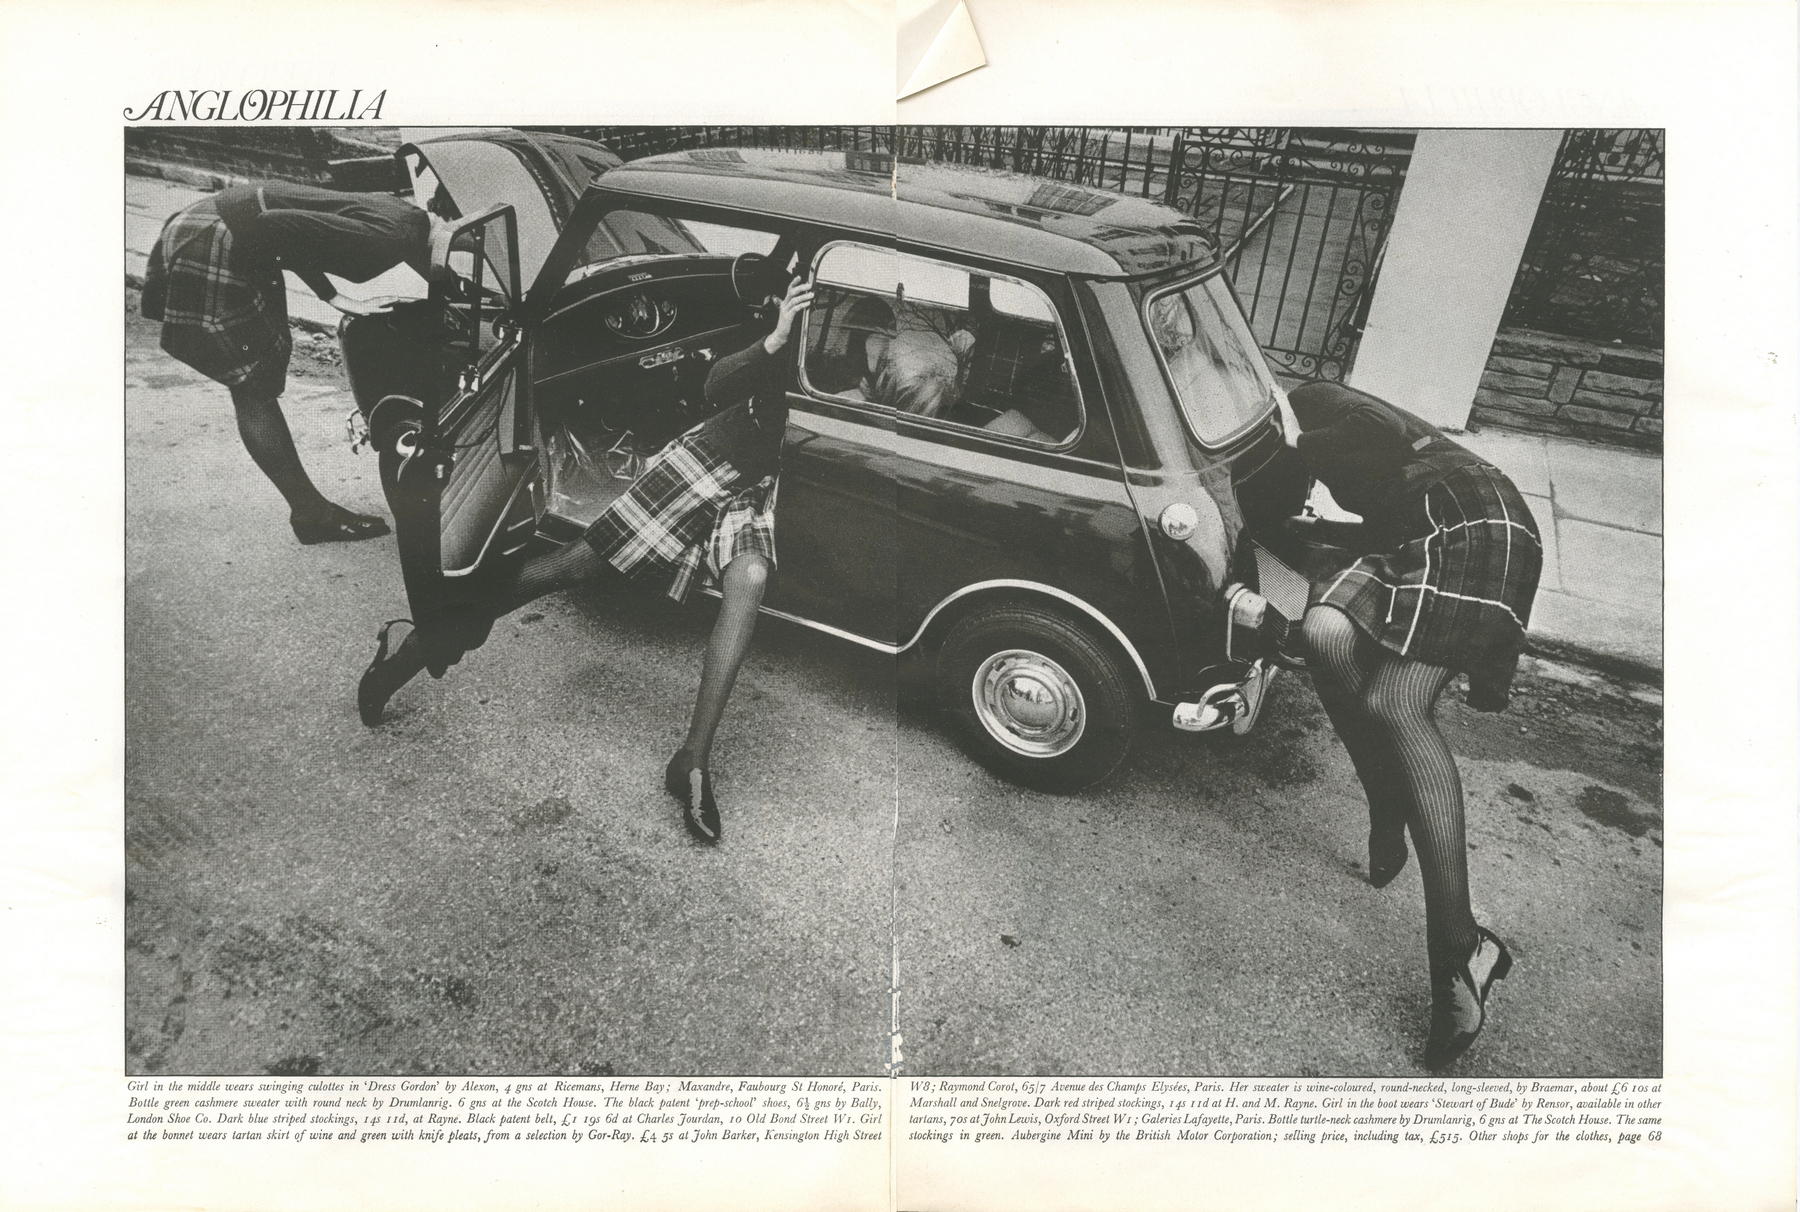 ANGLOPHILIA
Girl in the middle wears swinging culottes in ‘Dress Gordon’ by Alexon, 4 gns at Ricemans, Herne Bay; Maxandre, Faubourg St Honoré, Paris.
Bottle green cashmere sweater with round neck by Drumlanrig. 6 gns at the Scotch House. The black patent ‘prep-school’ shoes, 6½ gns by Bally,
London Shoe Co. Dark blue striped stockings, 14s 11d, at Rayne. Black patent belt, £1 19s 6d at Charles Jourdan, 10 Old Bond Street W1. Girl
at the bonnet wears tartan skirt of wine and green with knife pleats, from a selection by Gor-Ray. £4 5s at John Barker, Kensington High Street
W8; Raymond Corot, 65/7 Avenue des Champs Elysées, Paris. Her sweater is wine-coloured, round-necked, long-sleeved, by Braemar, about £6 10s at
Marshall and Snelgrove. Dark red striped stockings, 14s 11d at H. and M. Rayne. Girl in the boot wears ‘Stewart of Bude’ by Rensor, available in other
tartans, 70s at John Lewis, Oxford Street W1; Galeries Lafayette, Paris. Bottle turtle-neck cashmere by Drumlanrig, 6 gns at The Scotch House. The same
stockings in green. Aubergine Mini by the British Motor Corporation; selling price, including tax, £515. Other shops for the clothes, page 68